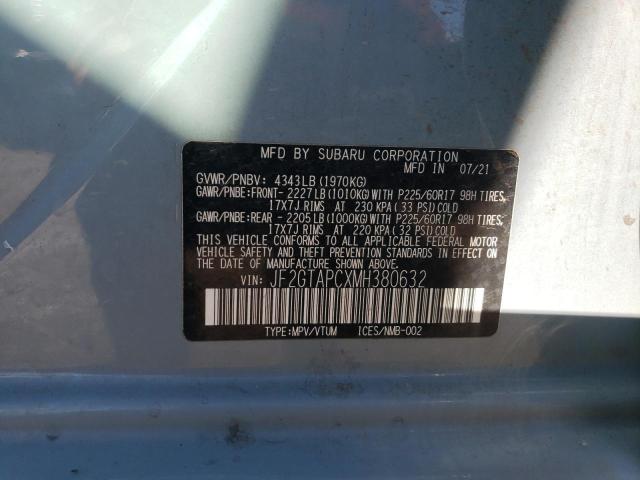 MFD BY SUBARU CORPORATION
MFD IN 07/21
GVWR/PNBV: 4343LB(1970KG)
GAWR/PNBE:FRONT-2227LB(1010KG)WITH P225/60R17 98H TIRES,
17X7J RIMS AT 230 KPA(33 PSI)COLD
GAWR/PNBE:REAR -2205LB(1000KG)WITH P225/60R17 98H TIRES,
17X7J RIMS AT 220 KPA(32 PSI)COLD
THIS VEHICLE CONFORMS TO ALL APPLICABLE FEDERAL MOTOR
VEHICLE SAFETY AND THEFT PREVENTION STANDARDS IN EFFECT ON THE
DATE OF MANUFACTURE SHOWN ABOVE.
VIN: JF2GTAPCXMH380632
TYPE:MPV/VTUM ICES/NMB-002